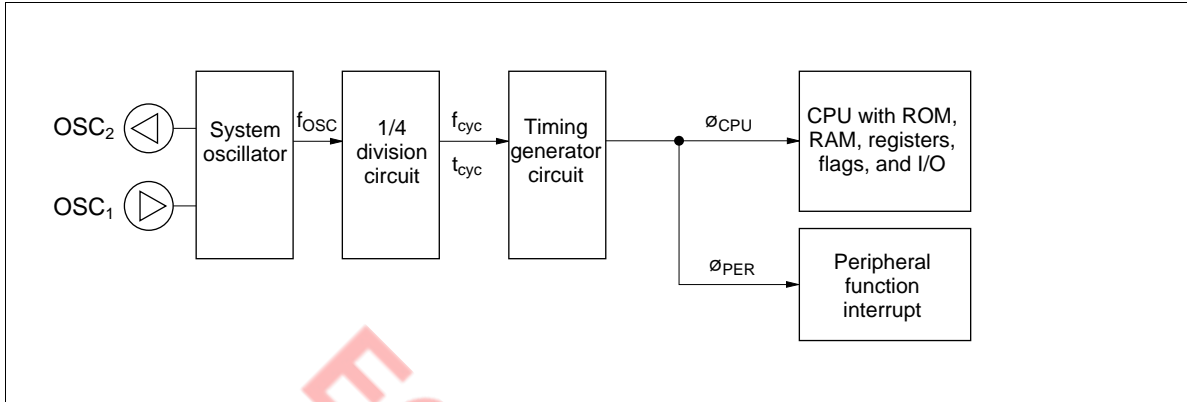 OSC2
OSC1
System
oscillator
fOSC
1/4
division
circuit
fcyc
tcyc
Timing
generator
circuit
øCPU
CPU with ROM,
RAM, registers,
flags, and I/O
øPER
Peripheral
function
interrupt